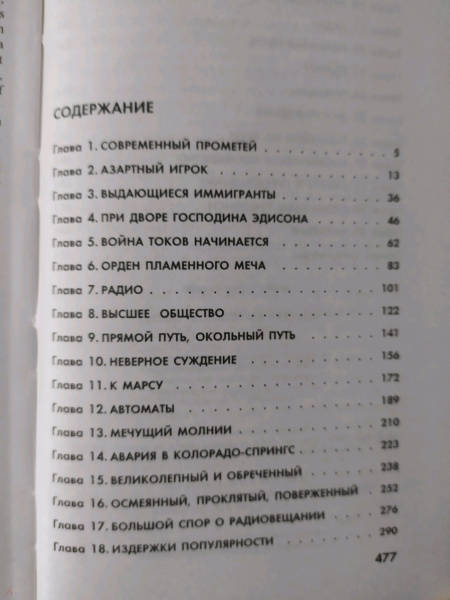 СОДЕРЖАНИЕ
Глава 1. СОВРЕМЕННЫЙ ПРОМЕТЕЙ . . . . . . . . . . . . . . . 5
Глава 2. АЗАРТНЫЙ ИГРОК . . . . . . . . . . . . . . . . . . . 13
Глава 3. ВЫДАЮЩИЕСЯ ИММИГРАНТЫ . . . . . . . . . . . . 36
Глава 4. ПРИ ДВОРЕ ГОСПОДИНА ЭДИСОНА . . . . . . . . . 46
Глава 5. ВОЙНА ТОКОВ НАЧИНАЕТСЯ . . . . . . . . . . . . . 62
Глава 6. ОРДЕН ПЛАМЕННОГО МЕЧА . . . . . . . . . . . . . 83
Глава 7. РАДИО . . . . . . . . . . . . . . . . . . . . . . . . 101
Глава 8. ВЫСШЕЕ ОБЩЕСТВО . . . . . . . . . . . . . . . . . 122
Глава 9. ПРЯМОЙ ПУТЬ, ОКОЛЬНЫЙ ПУТЬ . . . . . . . . . . 141
Глава 10. НЕВЕРНОЕ СУЖДЕНИЕ . . . . . . . . . . . . . . . 156
Глава 11. К МАРСУ . . . . . . . . . . . . . . . . . . . . . . 172
Глава 12. АВТОМАТЫ . . . . . . . . . . . . . . . . . . . . . 189
Глава 13. МЕЧУЩИЙ МОЛНИИ . . . . . . . . . . . . . . . . 210
Глава 14. АВАРИЯ В КОЛОРАДО-СПРИНГС . . . . . . . . . . 223
Глава 15. ВЕЛИКОЛЕПНЫЙ И ОБРЕЧЕННЫЙ . . . . . . . . . 238
Глава 16. ОСМЕЯННЫЙ, ПРОКЛЯТЫЙ, ПОВЕРЖЕННЫЙ . . . 252
Глава 17. БОЛЬШОЙ СПОР О РАДИОВЕЩАНИИ . . . . . . . 276
Глава 18. ИЗДЕРЖКИ ПОПУЛЯРНОСТИ . . . . . . . . . . . . 290
477